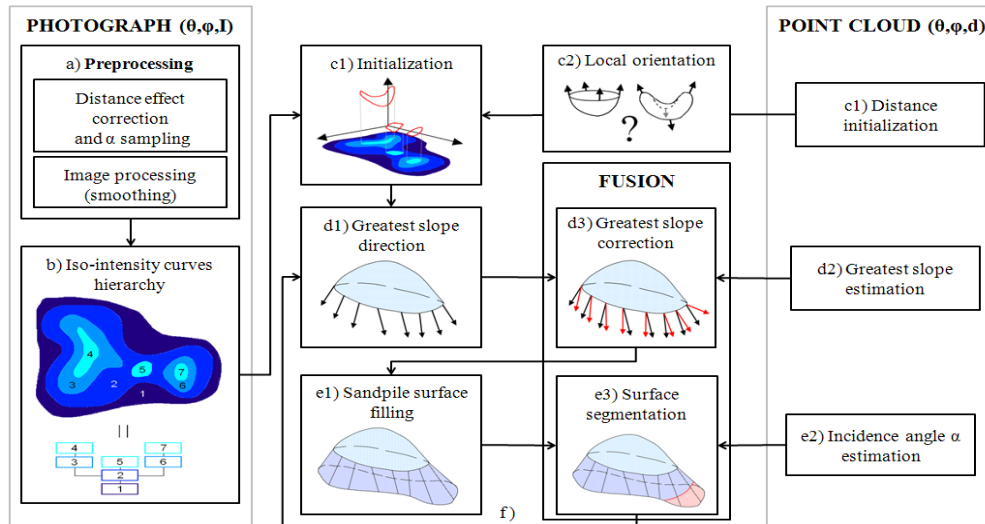 PHOTOGRAPH (θ,φ,I)
a) Preprocessing
Distance effect
correction
and α sampling
Image processing
(smoothing)
b) Iso-intensity curves
hierarchy
4
3
2
5
1
7
6
4
7
3
5
6
2
1
c1) Initialization
c2) Local orientation
?
FUSION
d1) Greatest slope
direction
d3) Greatest slope
correction
e1) Sandpile surface
filling
e3) Surface
segmentation
f)
POINT CLOUD (θ,φ,d)
c1) Distance
initialization
d2) Greatest slope
estimation
e2) Incidence angle α
estimation